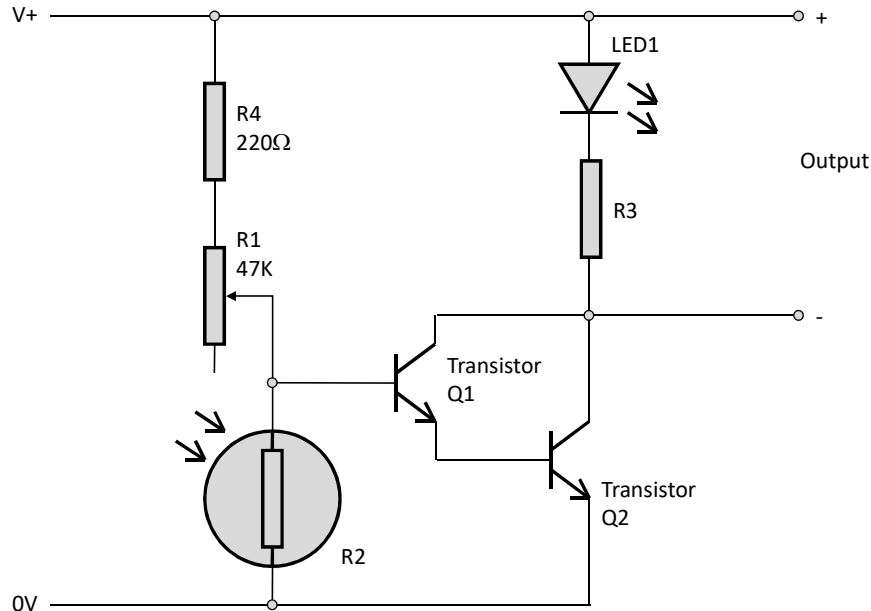 V+
+
LED1
R4
220Ω
Output
R3
R1
47K
-
Transistor
Q1
Transistor
Q2
R2
0V